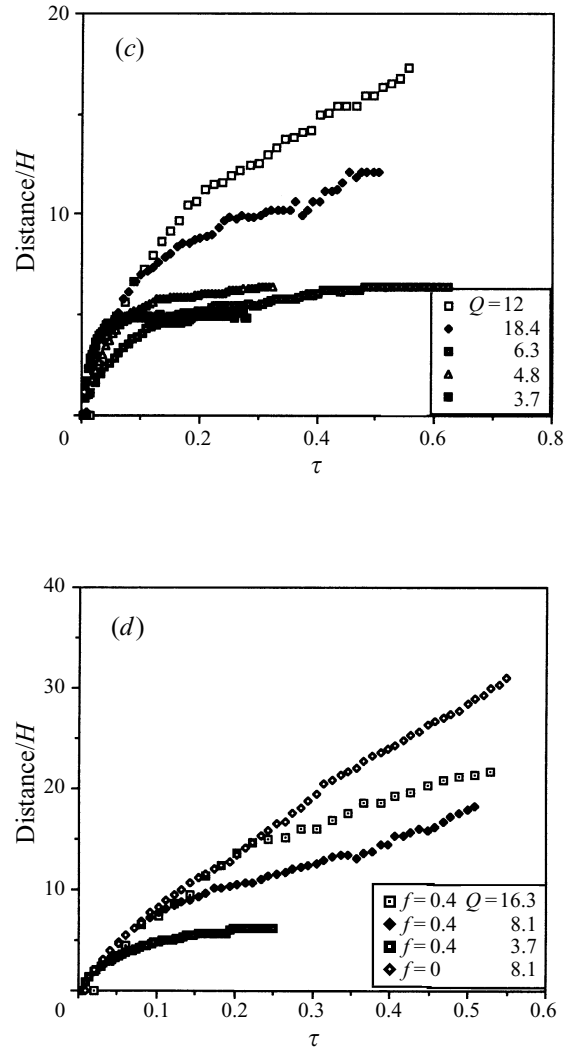 20
(c)
Distance/H
10
Q = 12
18.4
6.3
4.8
3.7
0
0.2
0.4
0.6
0.8
τ
40
(d)
30
Distance/H
20
10
f = 0.4 Q = 16.3
f = 0.4 8.1
f = 0.4 3.7
f = 0 8.1
0
0.1
0.2
0.3
0.4
0.5
0.6
τ